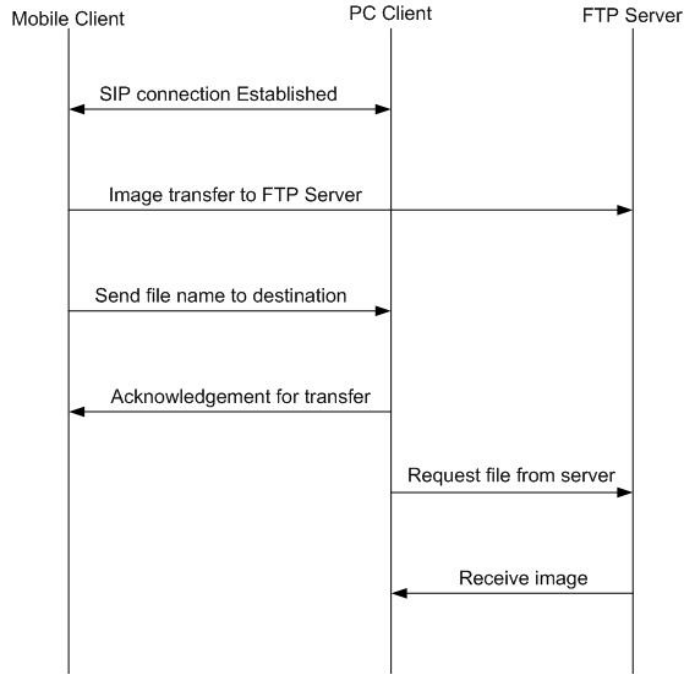 Mobile Client
PC Client
FTP Server
SIP connection Established
Image transfer to FTP Server
Send file name to destination
Acknowledgement for transfer
Request file from server
Receive image